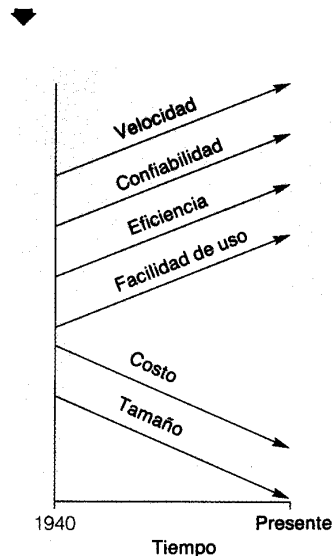 Velocidad
Confiabilidad
Eficiencia
Facilidad de uso
Costo
Tamaño
1940
Presente
Tiempo